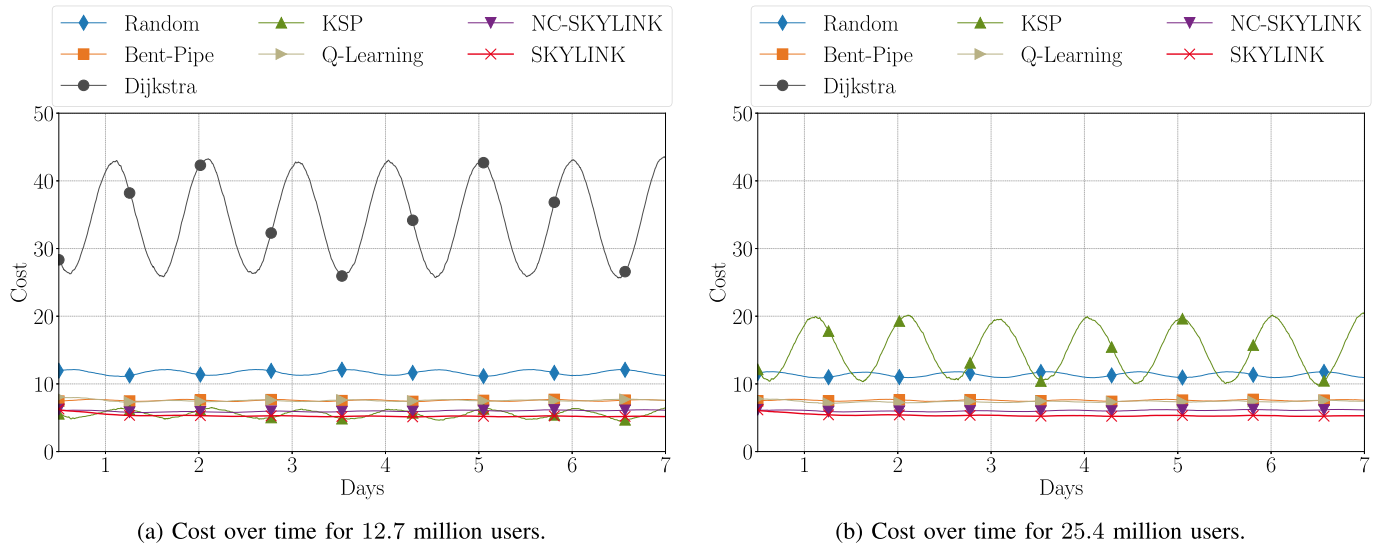 Random KSP NC-SKYLINK
Bent-Pipe Q-Learning SKYLINK
Dijkstra
50
40
30
20
10
0
Cost
1 2 3 4 5 6 7
Days
(a) Cost over time for 12.7 million users.
Random KSP NC-SKYLINK
Bent-Pipe Q-Learning SKYLINK
Dijkstra
50
40
30
20
10
0
Cost
1 2 3 4 5 6 7
Days
(b) Cost over time for 25.4 million users.